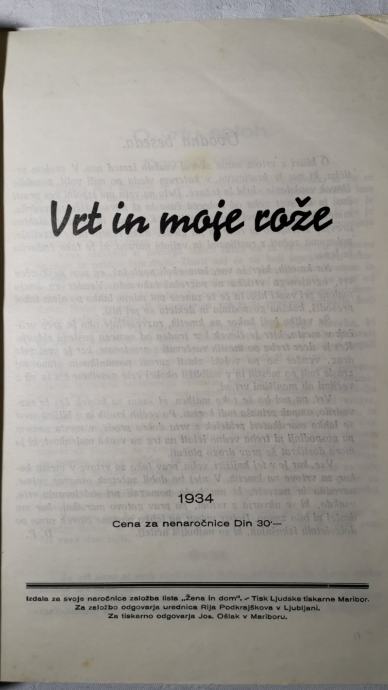 Vrt in moje rože
1934
Cena za nenaročnice Din 30·—
Izdala za svoje naročnice založba lista „Žena in dom". - Tisk Ljudske tiskarne Maribor.
Za založbo odgovarja urednica Rija Podkrajškova v Ljubljani.
Za tiskarno odgovarja Jos. Ošlak v Mariboru.